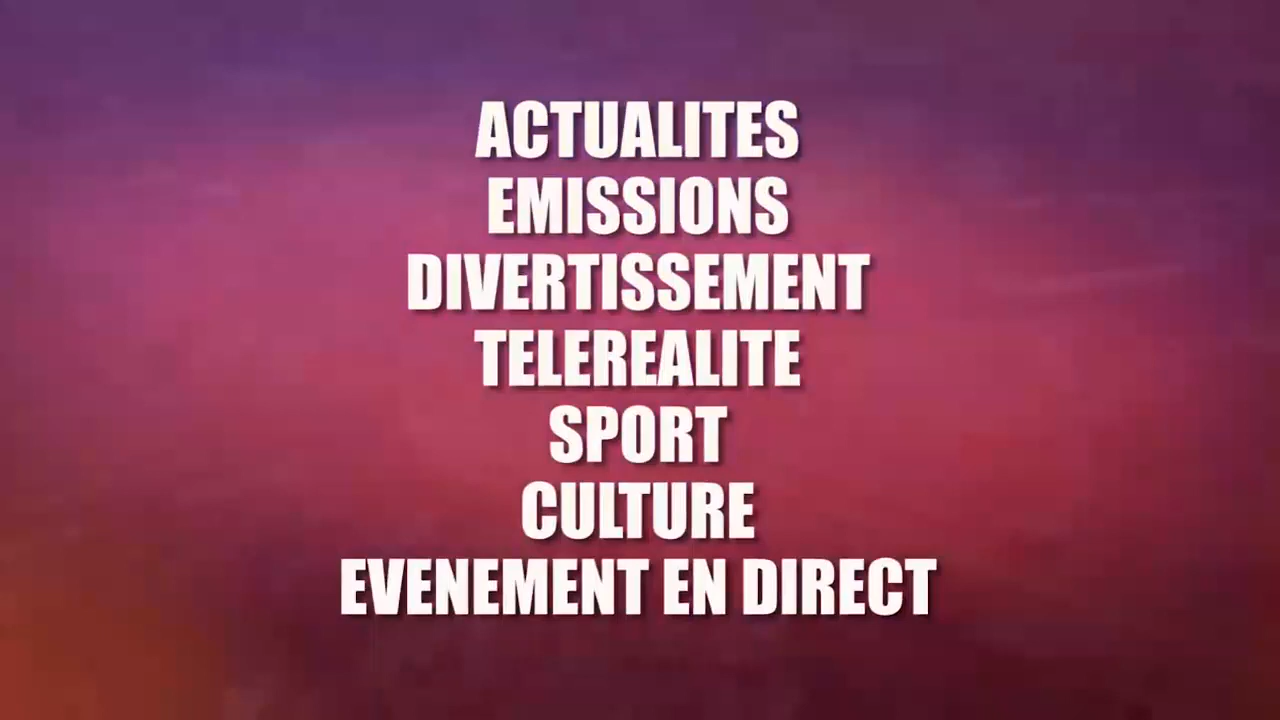 ACTUALITES
EMISSIONS
DIVERTISSEMENT
TELEREALITE
SPORT
CULTURE
EVENEMENT EN DIRECT